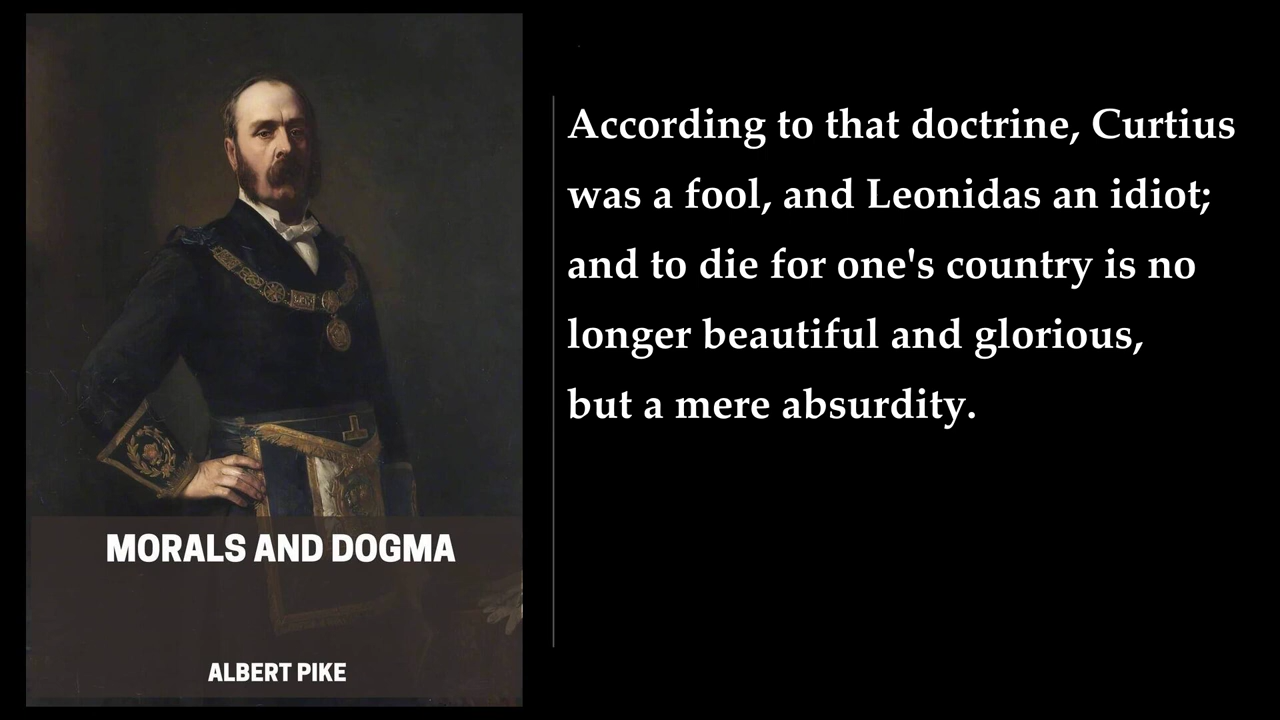 MORALS AND DOGMA
ALBERT PIKE
According to that doctrine, Curtius
was a fool, and Leonidas an idiot;
and to die for one's country is no
longer beautiful and glorious,
but a mere absurdity.